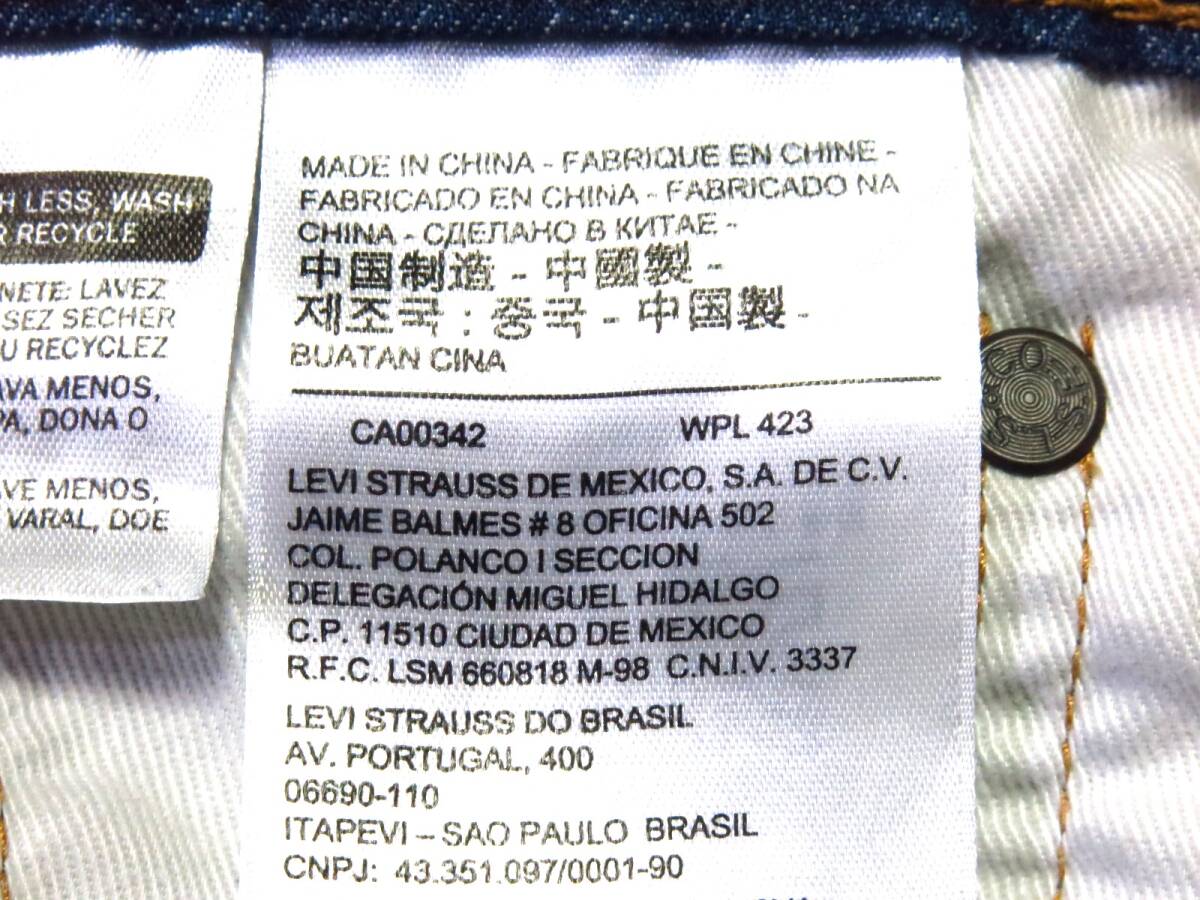 H LESS, WASH
R RECYCLE
NETE: LAVEZ
SEZ SECHER
U RECYCLEZ
AVA MENOS,
PA, DONA O
VE MENOS,
VARAL, DOE
MADE IN CHINA - FABRIQUE EN CHINE -
FABRICADO EN CHINA - FABRICADO NA
CHINA - СДЕЛАНО В КИТАЕ -
中国制造 - 中國製 -
제조국 : 중국 - 中国製 -
BUATAN CINA
CA00342 WPL 423
LEVI STRAUSS DE MEXICO, S.A. DE C.V.
JAIME BALMES # 8 OFICINA 502
COL. POLANCO I SECCION
DELEGACIÓN MIGUEL HIDALGO
C.P. 11510 CIUDAD DE MEXICO
R.F.C. LSM 660818 M-98 C.N.I.V. 3337
LEVI STRAUSS DO BRASIL
AV. PORTUGAL, 400
06690-110
ITAPEVI – SAO PAULO BRASIL
CNPJ: 43.351.097/0001-90